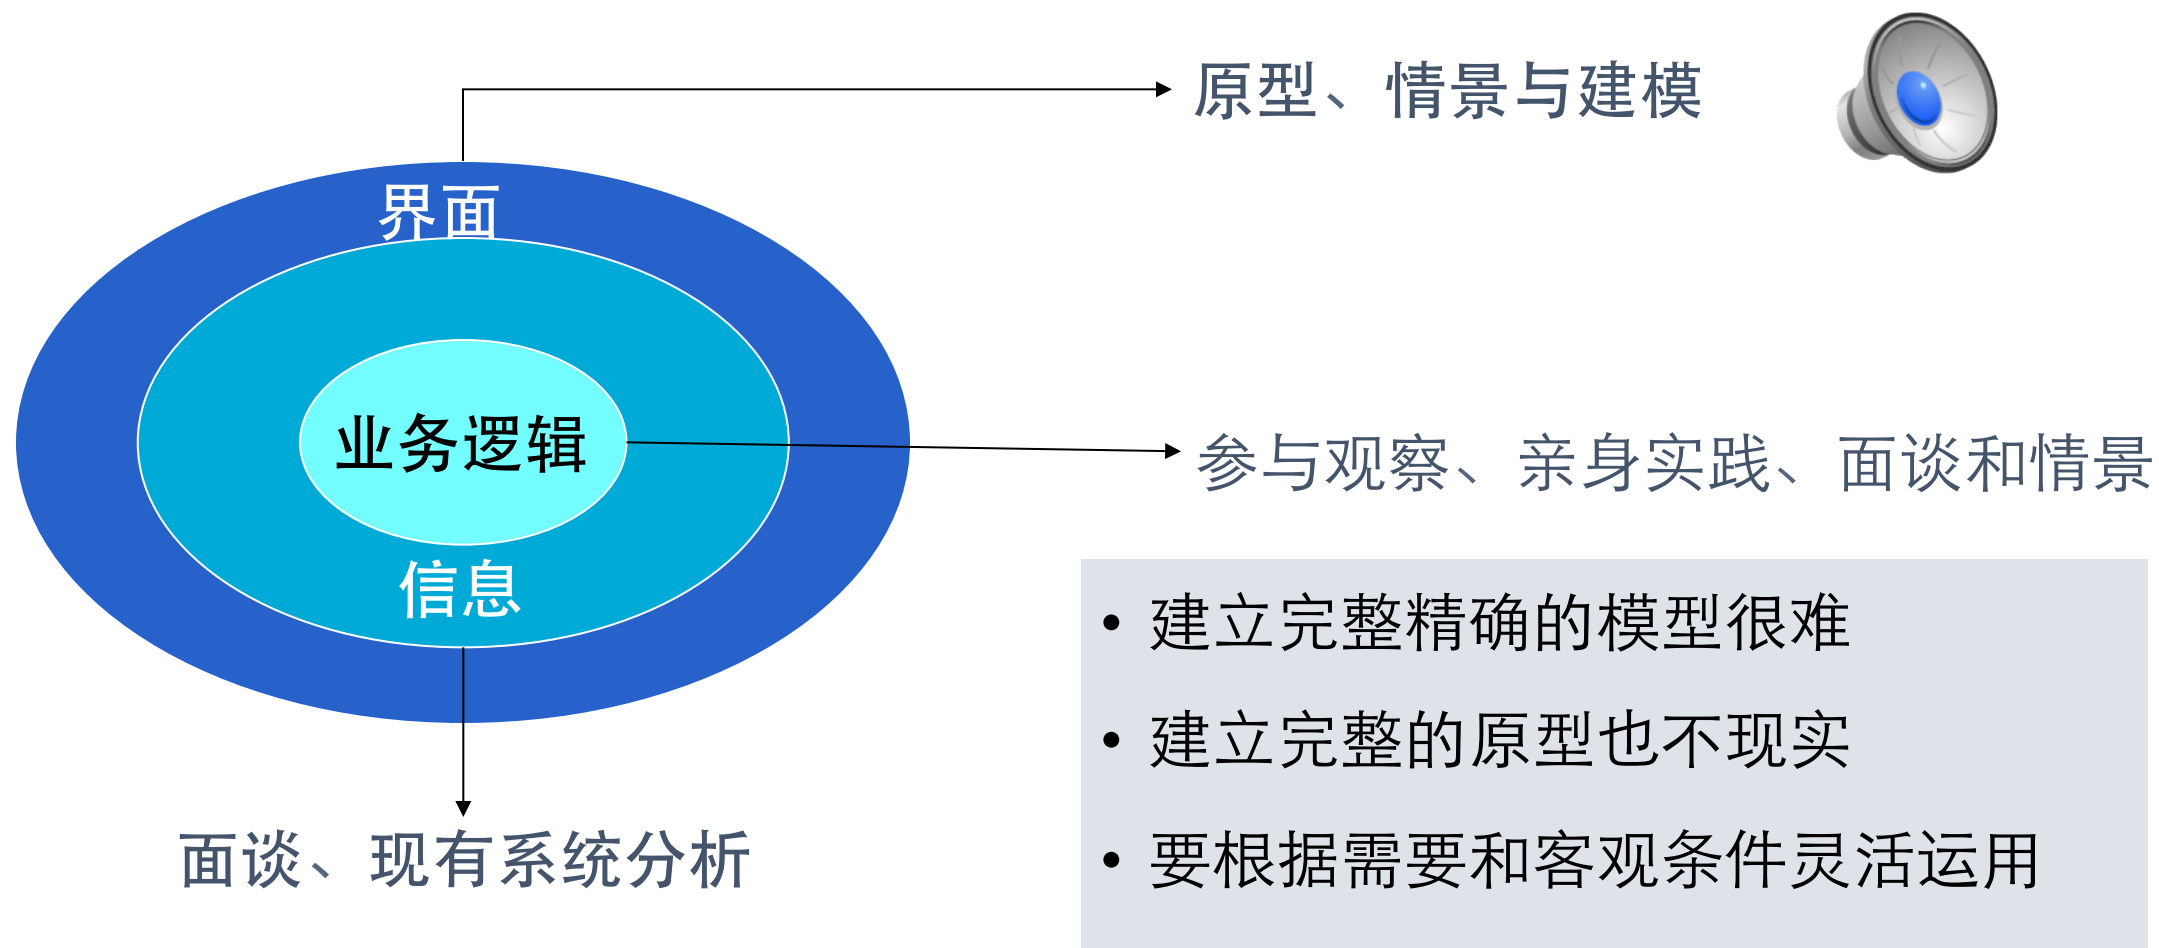 原型、情景与建模
界面
业务逻辑
参与观察、亲身实践、面谈和情景
信息
• 建立完整精确的模型很难
• 建立完整的原型也不现实
• 要根据需要和客观条件灵活运用
面谈、现有系统分析